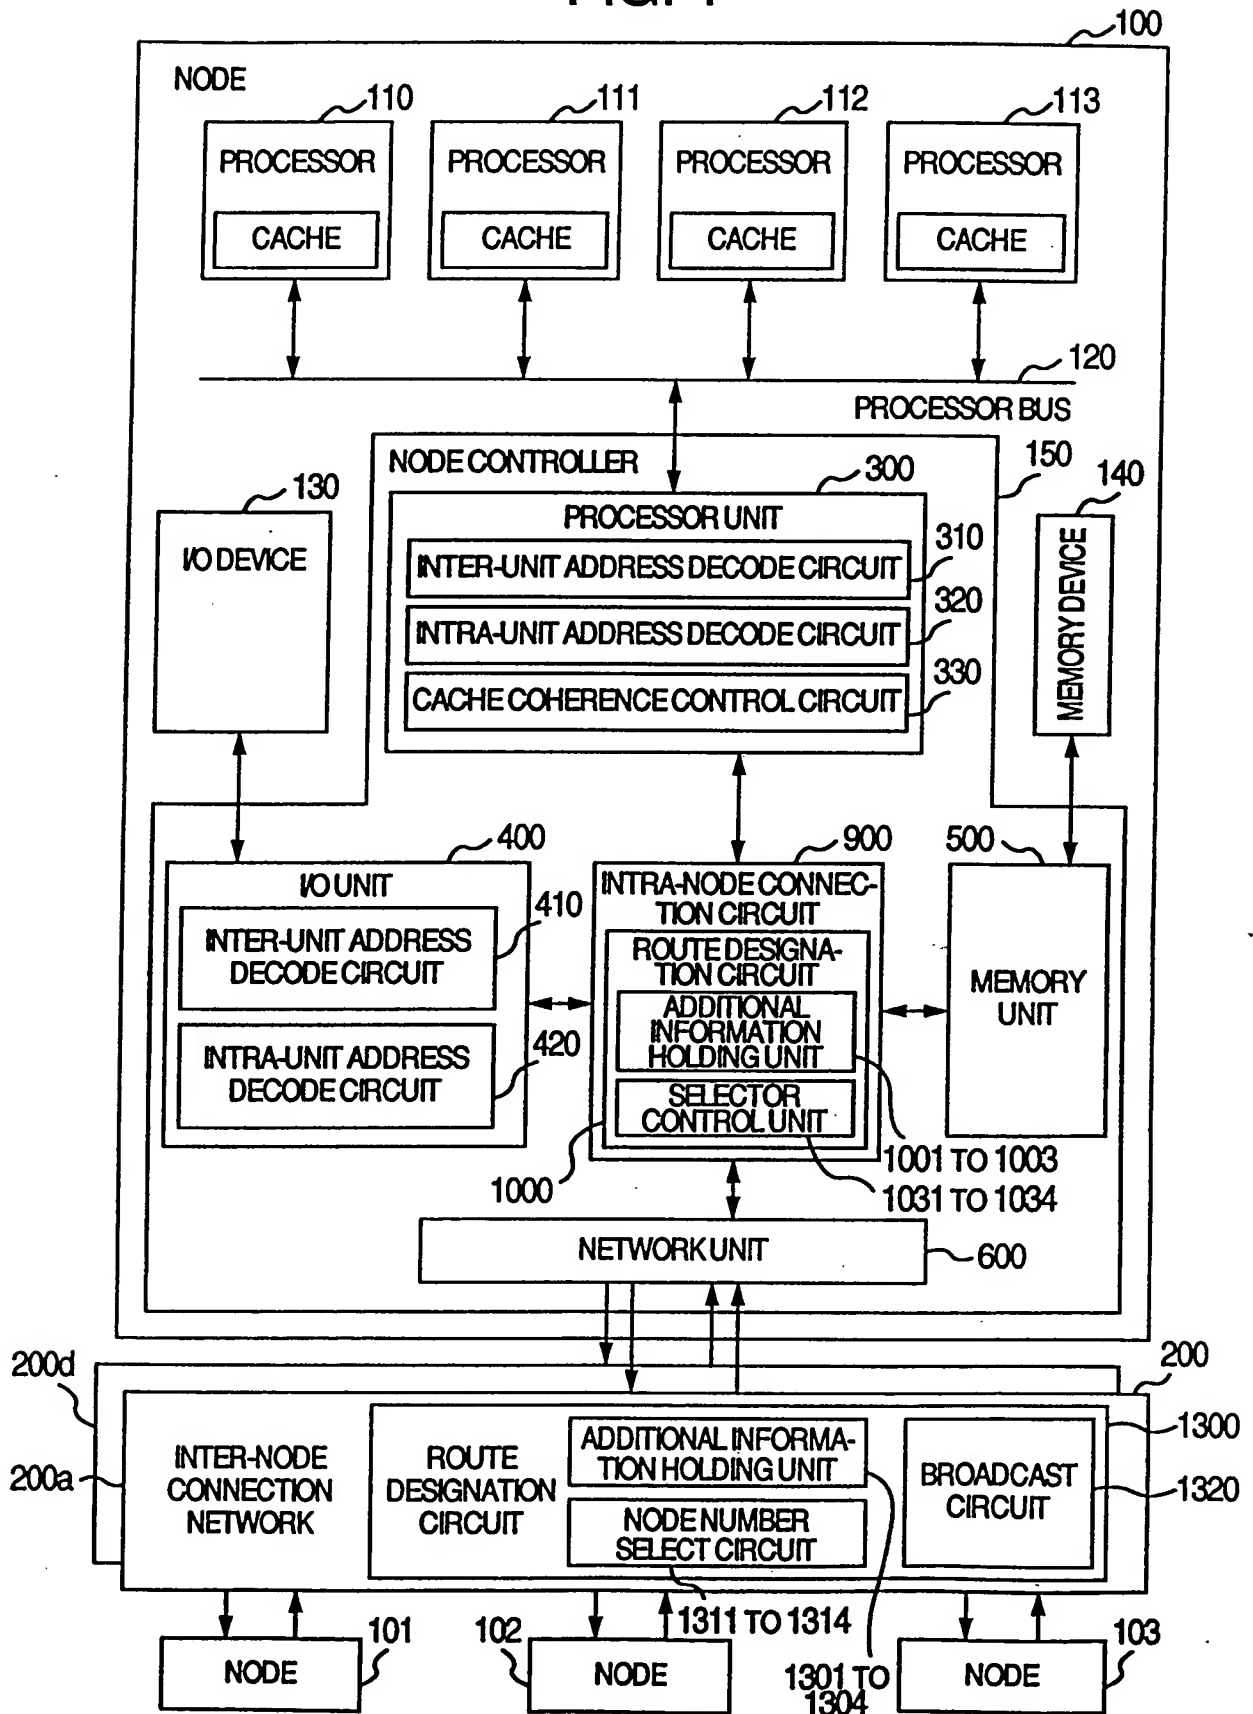 FIG. 1
100
NODE
110
111
112
113
PROCESSOR
PROCESSOR
PROCESSOR
PROCESSOR
CACHE
CACHE
CACHE
CACHE
120
PROCESSOR BUS
NODE CONTROLLER
150
130
300
140
I/O DEVICE
PROCESSOR UNIT
MEMORY DEVICE
INTER-UNIT ADDRESS DECODE CIRCUIT
310
INTRA-UNIT ADDRESS DECODE CIRCUIT
320
CACHE COHERENCE CONTROL CIRCUIT
330
400
900
500
I/O UNIT
410
INTER-UNIT ADDRESS
DECODE CIRCUIT
INTRA-UNIT ADDRESS
DECODE CIRCUIT
420
INTRA-NODE CONNEC-
TION CIRCUIT
ROUTE DESIGNA-
TION CIRCUIT
ADDITIONAL
INFORMATION
HOLDING UNIT
SELECTOR
CONTROL UNIT
MEMORY
UNIT
1000
1001 TO 1003
1031 TO 1034
NETWORK UNIT
600
200d
200
200a
INTER-NODE
CONNECTION
NETWORK
ROUTE
DESIGNATION
CIRCUIT
ADDITIONAL INFORMA-
TION HOLDING UNIT
NODE NUMBER
SELECT CIRCUIT
BROADCAST
CIRCUIT
1300
1320
1311 TO 1314
1301 TO
1304
101
NODE
102
NODE
103
NODE